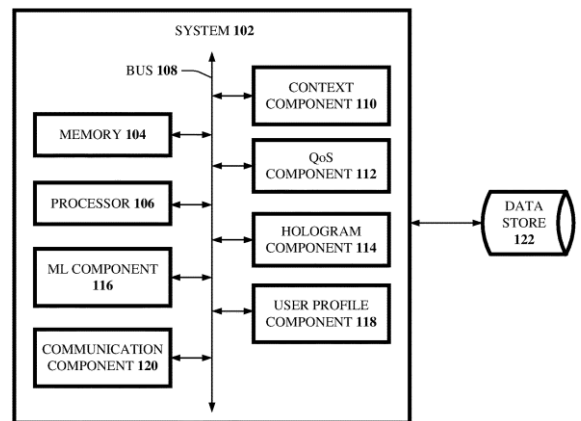 SYSTEM 102
BUS 108
CONTEXT
COMPONENT 110
MEMORY 104
QoS
COMPONENT 112
PROCESSOR 106
DATA
STORE
122
HOLOGRAM
COMPONENT 114
ML COMPONENT
116
USER PROFILE
COMPONENT 118
COMMUNICATION
COMPONENT 120